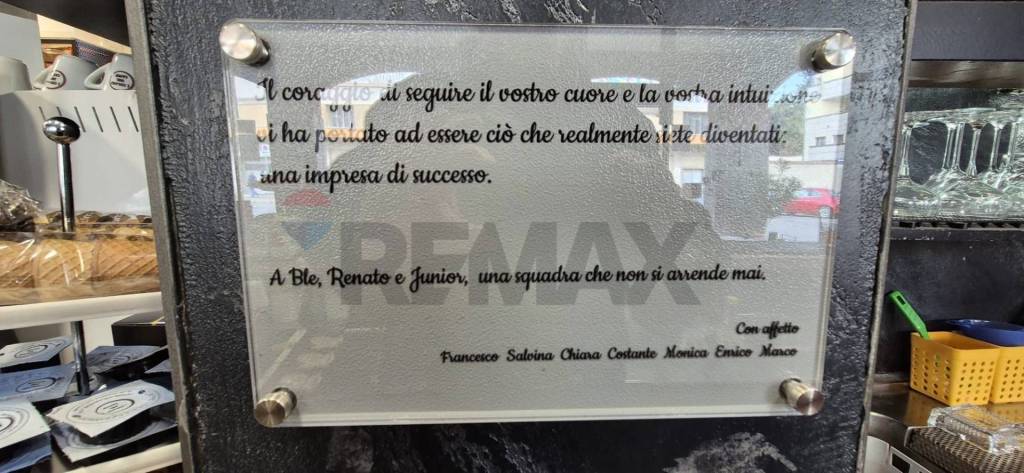 Il coraggio di seguire il vostro cuore e la vostra intuizione
vi ha portato ad essere ciò che realmente siete diventati:
una impresa di successo.
REMAX
A Ble, Renato e Junior, una squadra che non si arrende mai.
Con affetto
Francesco Salvina Chiara Costante Monica Enrico Marco